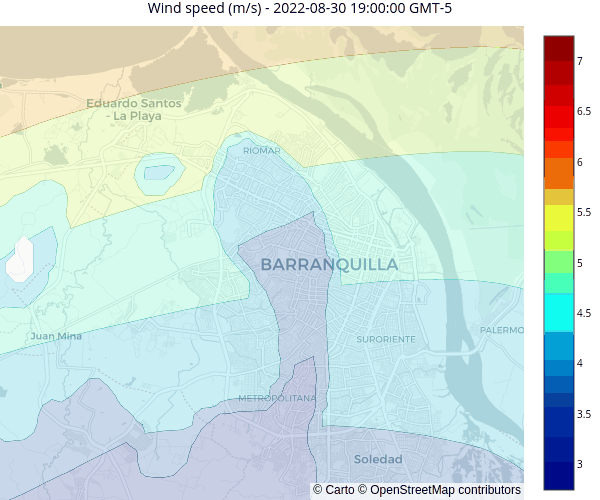 Wind speed (m/s) - 2022-08-30 19:00:00 GMT-5
7
6.5
6
5.5
5
4.5
4
3.5
3
Eduardo Santos
- La Playa
RIOMAR
BARRANQUILLA
Juan Mina
SURORIENTE
PALERMO
METROPOLITANA
Soledad
© Carto © OpenStreetMap contributors